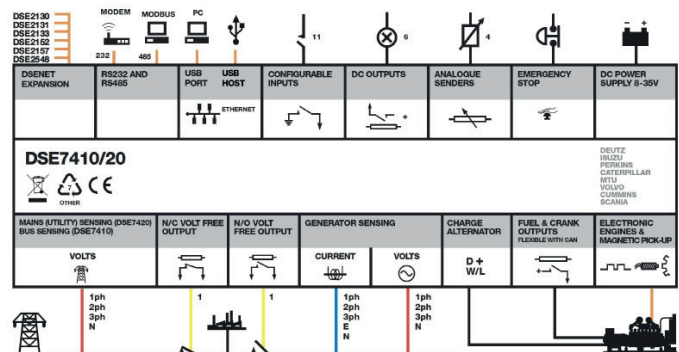 DSE2130
DSE2131
DSE2133
DSE2152
DSE2157
DSE2548
MODEM
MODBUS
PC
232
485
11
6
4
- +
DSENET
EXPANSION
RS232 AND
RS485
USB
PORT
USB
HOST
ETHERNET
CONFIGURABLE
INPUTS
DC OUTPUTS
+
ANALOGUE
SENDERS
EMERGENCY
STOP
DC POWER
SUPPLY 8-35V
DSE7410/20
7
OTHER
CE
DEUTZ
ISUZU
PERKINS
CATERPILLAR
MTU
VOLVO
CUMMINS
SCANIA
MAINS (UTILITY) SENSING (DSE7420)
BUS SENSING (DSE7410)
VOLTS
N/C VOLT FREE
OUTPUT
N/O VOLT
FREE OUTPUT
GENERATOR SENSING
CURRENT
VOLTS
CHARGE
ALTERNATOR
D +
W/L
FUEL & CRANK
OUTPUTS
FLEXIBLE WITH CAN
+
ELECTRONIC
ENGINES &
MAGNETIC PICK-UP
1ph
2ph
3ph
N
1
1
1ph
2ph
3ph
E
N
1ph
2ph
3ph
N